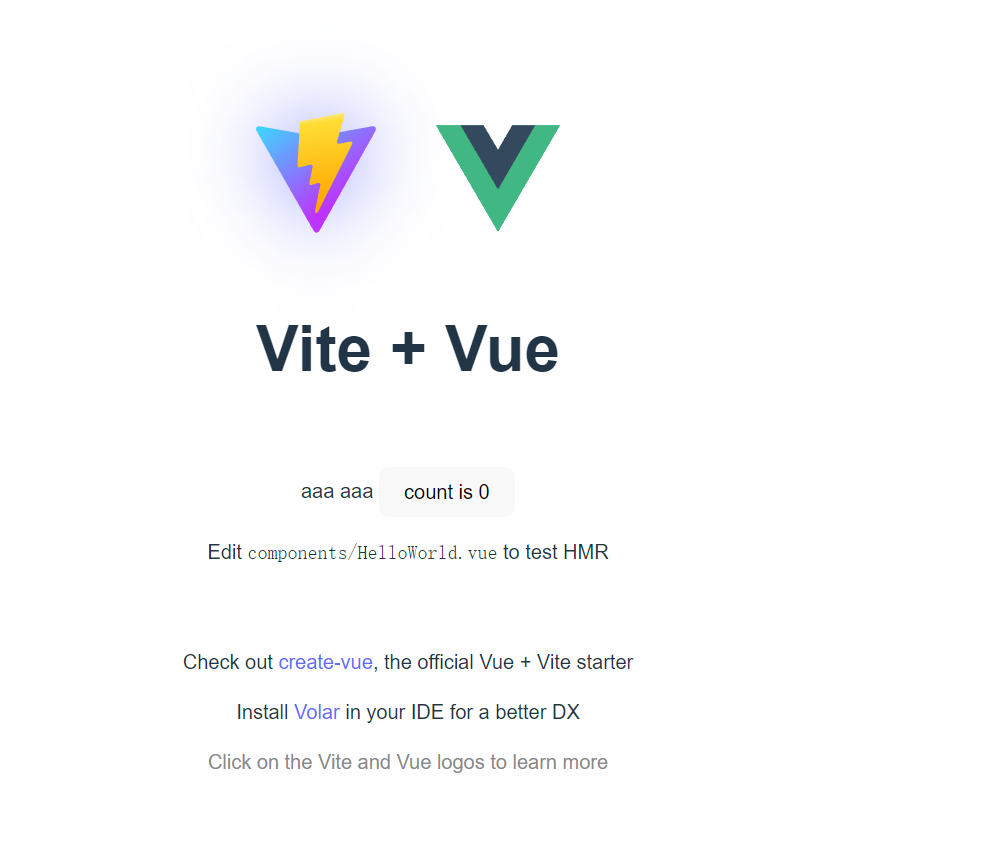 Vite + Vue
aaa aaa count is 0
Edit components/HelloWorld.vue to test HMR
Check out create-vue, the official Vue + Vite starter
Install Volar in your IDE for a better DX
Click on the Vite and Vue logos to learn more